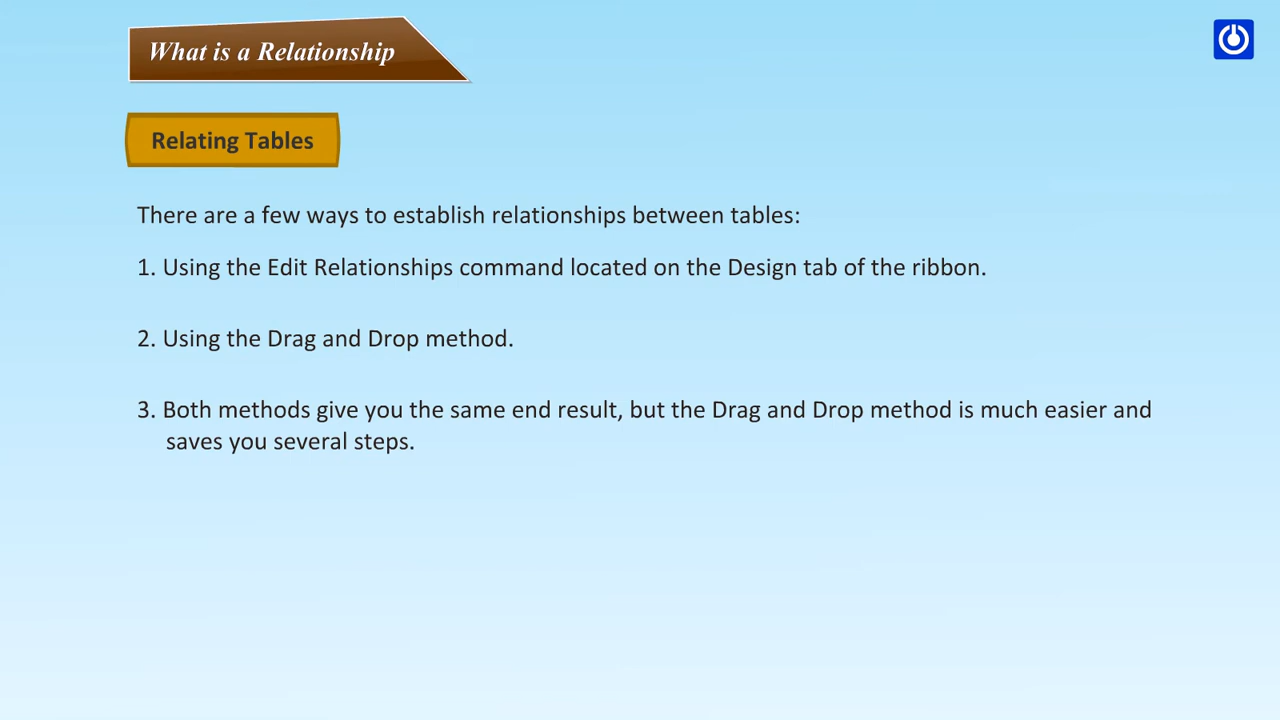 What is a Relationship
Relating Tables
There are a few ways to establish relationships between tables:
1. Using the Edit Relationships command located on the Design tab of the ribbon.
2. Using the Drag and Drop method.
3. Both methods give you the same end result, but the Drag and Drop method is much easier and
saves you several steps.